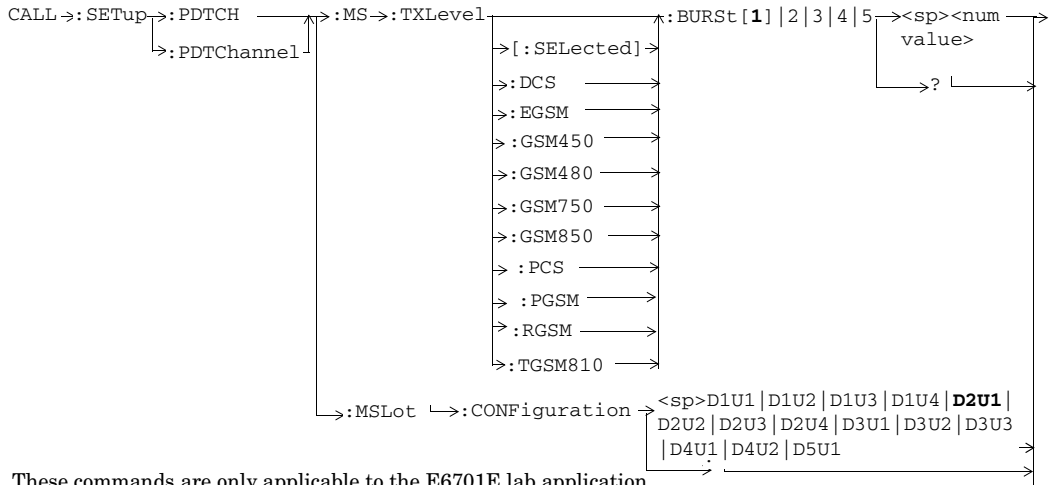 CALL :SETup :PDTCH :MS :TXLevel :BURSt[1]|2|3|4|5 <sp><num value>
:PDTChannel
[:SELected]
?
:DCS
:EGSM
:GSM450
:GSM480
:GSM750
:GSM850
:PCS
:PGSM
:RGSM
:TGSM810
:MSLot :CONFiguration <sp>D1U1|D1U2|D1U3|D1U4|D2U1|
D2U2|D2U3|D2U4|D3U1|D3U2|D3U3
|D4U1|D4U2|D5U1
These commands are only applicable to the E6701E lab application